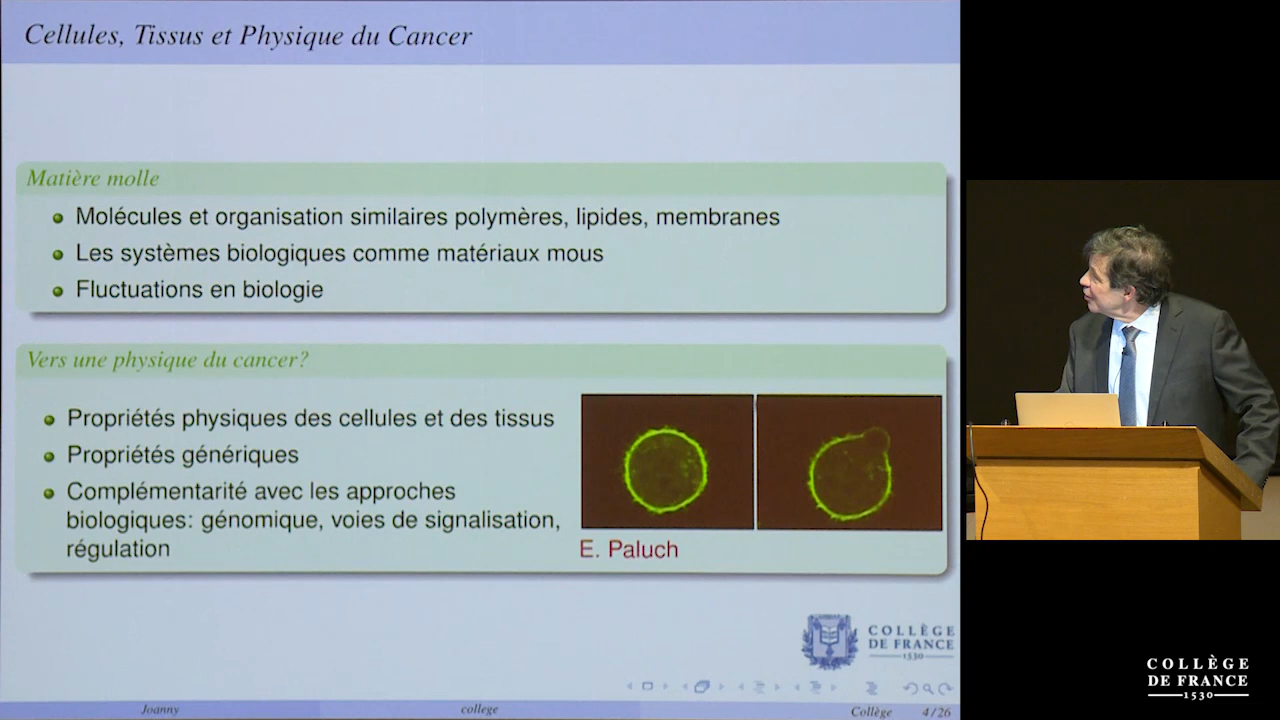 Cellules, Tissus et Physique du Cancer
Matière molle
Molécules et organisation similaires polymères, lipides, membranes
Les systèmes biologiques comme matériaux mous
Fluctuations en biologie
Vers une physique du cancer?
Propriétés physiques des cellules et des tissus
Propriétés génériques
Complémentarité avec les approches
biologiques: génomique, voies de signalisation,
régulation
E. Paluch
COLLÈGE
DE FRANCE
1530
Joanny
college
Collège
4/26
COLLÈGE
DE FRANCE
1530